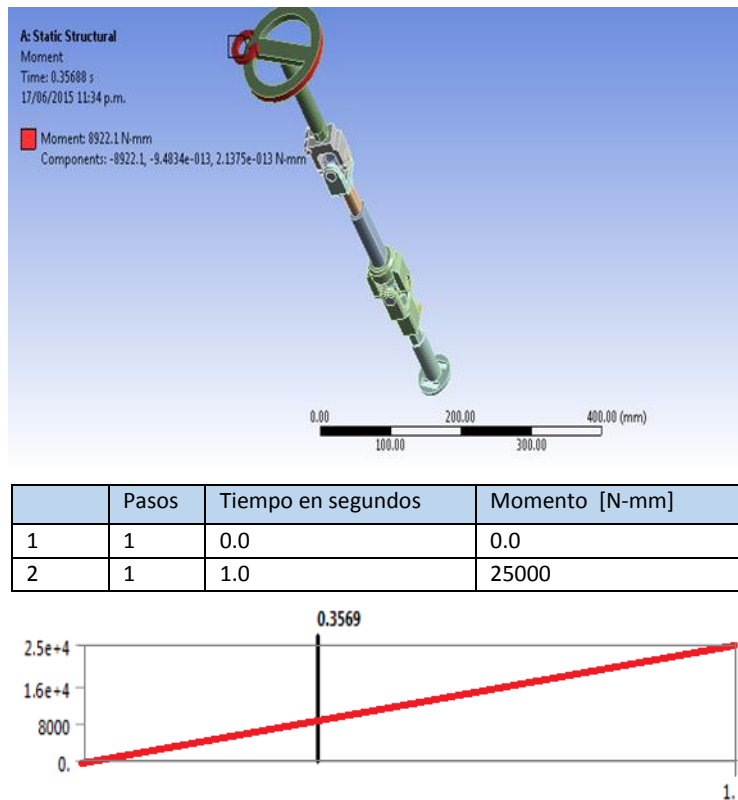 A: Static Structural
Moment
Time: 0.35688 s
17/06/2015 11:34 p.m.
Moment: 8922.1 N-mm
Components: -8922.1, -9.4834e-013, 2.1375e-013 N-mm
0.00 200.00 400.00 (mm)
100.00 300.00
Pasos Tiempo en segundos Momento [N-mm]
1 1 0.0 0.0
2 1 1.0 25000
0.3569
2.5e+4
1.6e+4
8000
0.
1.